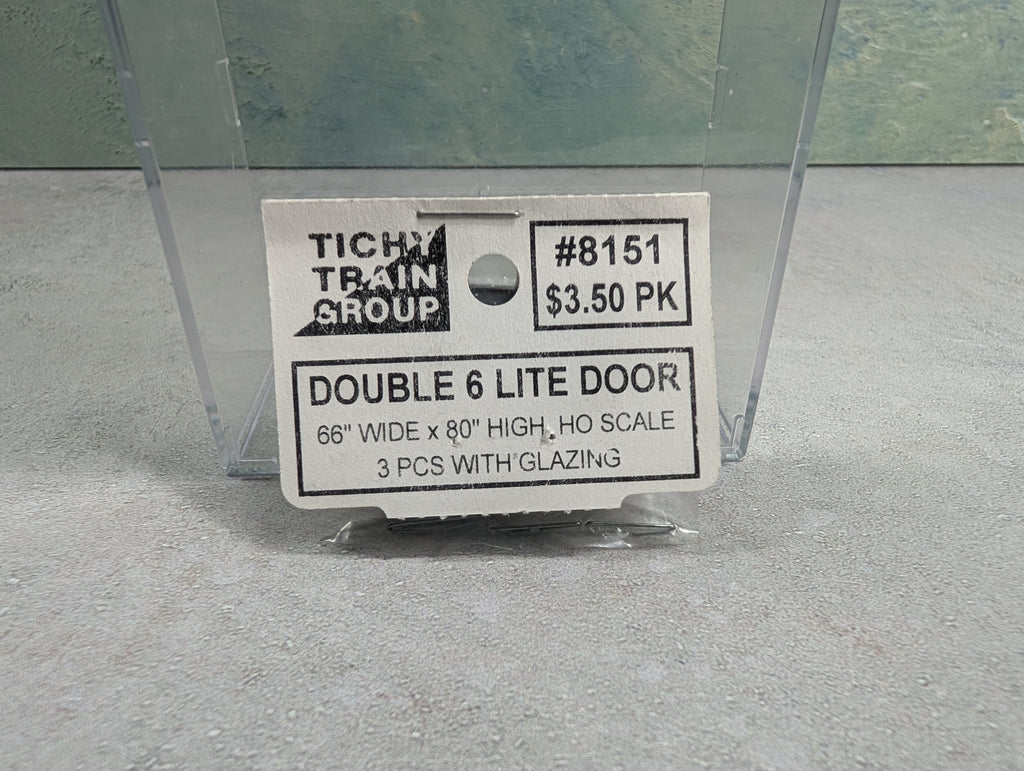 TICHY
TRAIN
GROUP
#8151
$3.50 PK
DOUBLE 6 LITE DOOR
66" WIDE x 80" HIGH, HO SCALE
3 PCS WITH GLAZING